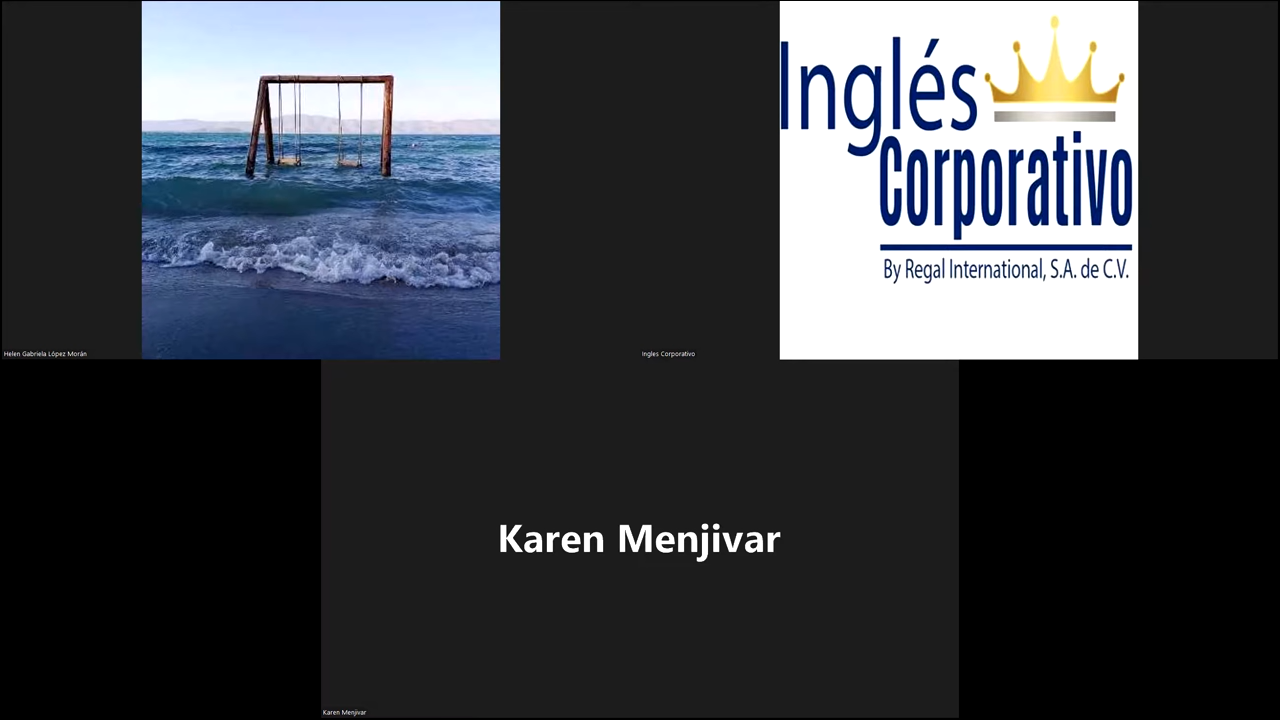 Inglés
Corporativo
By Regal International, S.A. de C.V.
Helen Gabriela López Morán
Ingles Corporativo
Karen Menjivar
Karen Menjivar